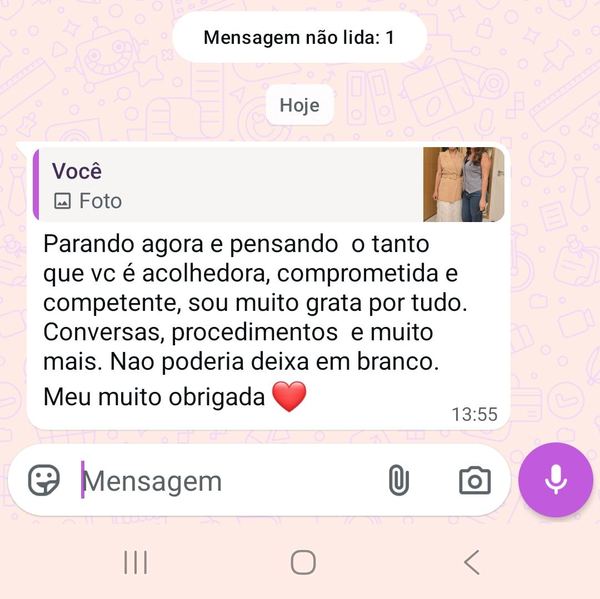 Mensagem não lida: 1
Hoje
Você
Foto
Parando agora e pensando  o tanto
que vc é acolhedora, comprometida e
competente, sou muito grata por tudo.
Conversas, procedimentos  e muito
mais. Nao poderia deixa em branco.
Meu muito obrigada ❤️
13:55
Mensagem